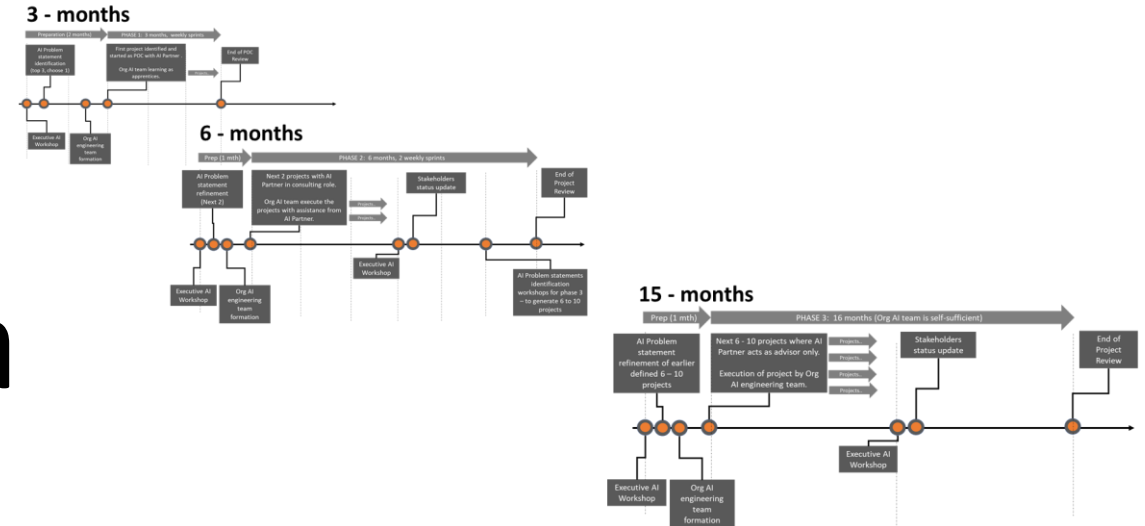 3 - months
Preparation (2 months)
PHASE 1: 3 months, weekly sprints
AI Problem
statement
identification
(top 3, choose 1)
First project identified and
started as POC with AI Partner
Org AI team learning as
apprentices.
Projects..
End of POC
Review
Executive AI
Workshop
Org AI
engineering
team
formation
6 - months
Prep (1 mth)
PHASE 2: 6 months, 2 weekly sprints
AI Problem
statement
refinement
(Next 2)
Next 2 projects with AI
Partner in consulting role.
Org AI team execute the
projects with assistance from
AI Partner.
Projects..
Projects..
Stakeholders
status update
End of
Project
Review
Executive AI
Workshop
Org AI
engineering
team
formation
Executive AI
Workshop
AI Problem statements
identification
workshops for phase 3
– to generate 6 to 10
projects
15 - months
Prep (1 mth)
PHASE 3: 16 months (Org AI team is self-sufficient)
AI Problem
statement
refinement of earlier
defined 6 – 10
projects
Next 6 - 10 projects where AI
Partner acts as advisor only.
Execution of project by Org
AI engineering team.
Projects..
Projects..
Projects..
Projects..
Stakeholders
status update
End of
Project
Review
Executive AI
Workshop
Org AI
engineering
team
formation
Executive AI
Workshop